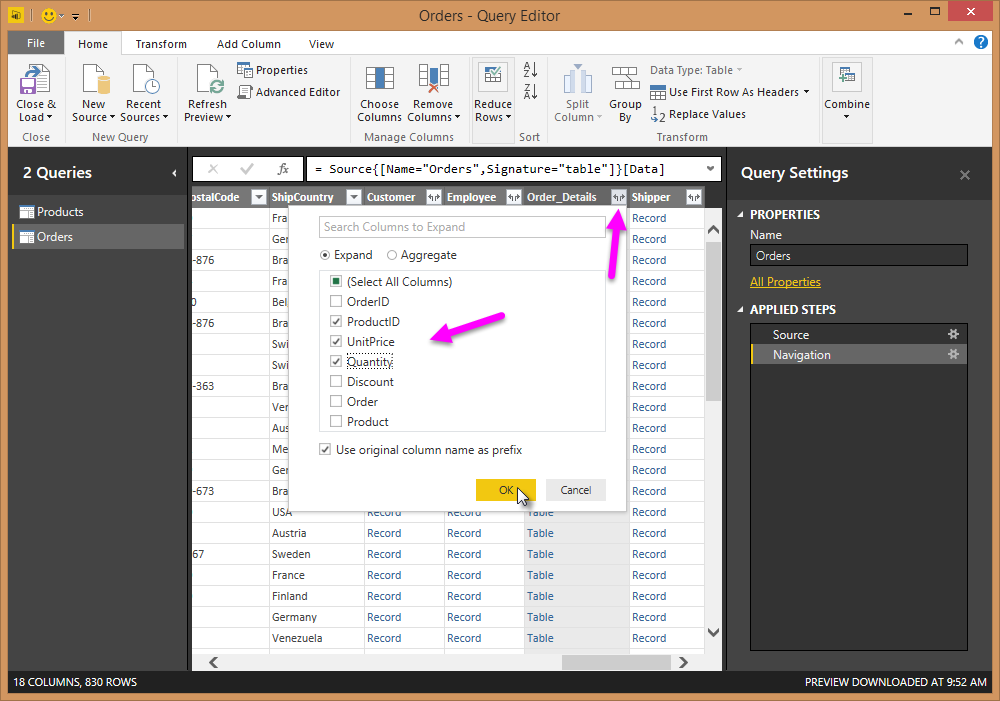 Orders - Query Editor
File Home Transform Add Column View
Close & Load
New Source
Recent Sources
Refresh Preview
Properties
Advanced Editor
Choose Columns
Remove Columns
Reduce Rows
Split Column
Group By
Data Type: Table
Use First Row As Headers
Replace Values
Combine
Close New Query Manage Columns Sort Transform
2 Queries
Products
Orders
fx = Source{[Name="Orders",Signature="table"]}[Data]
ostalCode ShipCountry Customer Employee Order_Details Shipper
Search Columns to Expand
Expand Aggregate
(Select All Columns)
OrderID
ProductID
UnitPrice
Quantity
Discount
Order
Product
Use original column name as prefix
OK Cancel
Fra Record
Ger Record
-876 Bra Record
Fra Record
0 Bel Record
-876 Bra Record
Swi Record
Swi Record
-363 Bra Record
Ver Record
Aus Record
Me Record
Ger Record
-673 Bra Record
USA Record Record Table Record
Austria Record Record Table Record
67 Sweden Record Record Table Record
France Record Record Table Record
Finland Record Record Table Record
Germany Record Record Table Record
Venezuela Record Record Table Record
Query Settings
PROPERTIES
Name
Orders
All Properties
APPLIED STEPS
Source
Navigation
18 COLUMNS, 830 ROWS
PREVIEW DOWNLOADED AT 9:52 AM